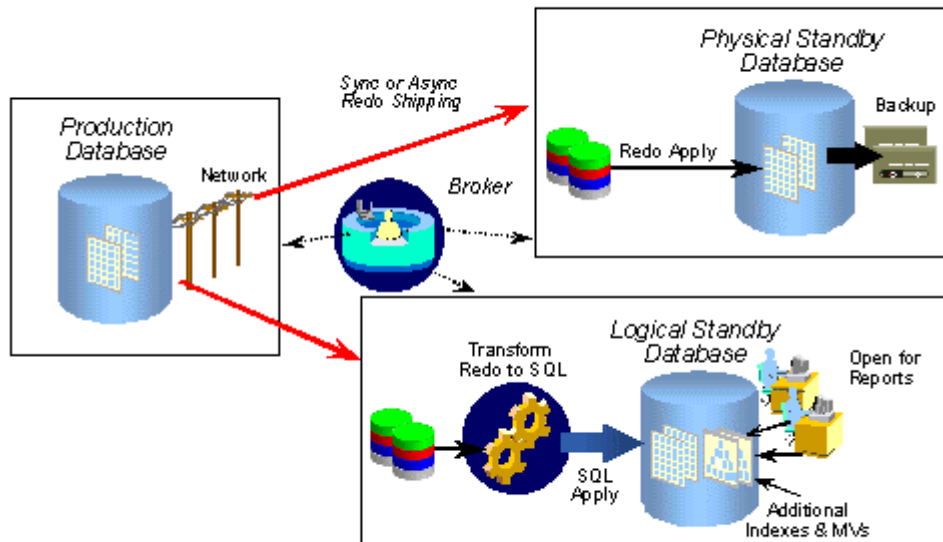 Physical Standby
Database
Sync or Async
Redo Shipping
Backup
Production
Database
Redo Apply
Network
Broker
Logical Standby
Database
Transform
Redo to SQL
Open for
Reports
SQL
Apply
Additional
Indexes & MVs